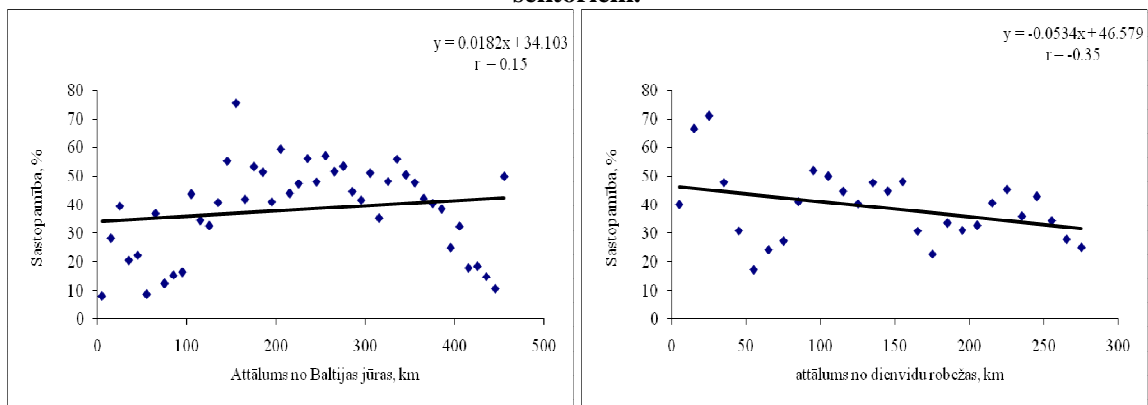 sektoriem.
y = 0.0182x + 34.103
r = 0.15
80
70
60
50
40
30
20
10
0
Sastopamība, %
0 100 200 300 400 500
Attālums no Baltijas jūras, km
y = -0.0534x + 46.579
r = -0.35
80
70
60
50
40
30
20
10
0
Sastopamība, %
0 50 100 150 200 250 300
attālums no dienvidu robežas, km